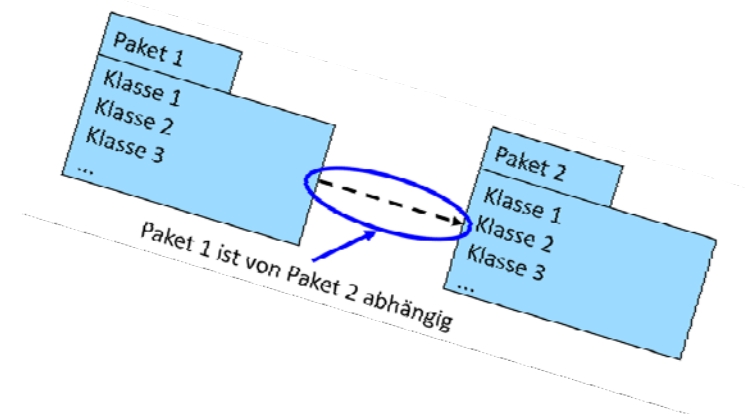 Paket 1
Klasse 1
Klasse 2
Klasse 3
...
Paket 1 ist von Paket 2 abhängig
Paket 2
Klasse 1
Klasse 2
Klasse 3
...